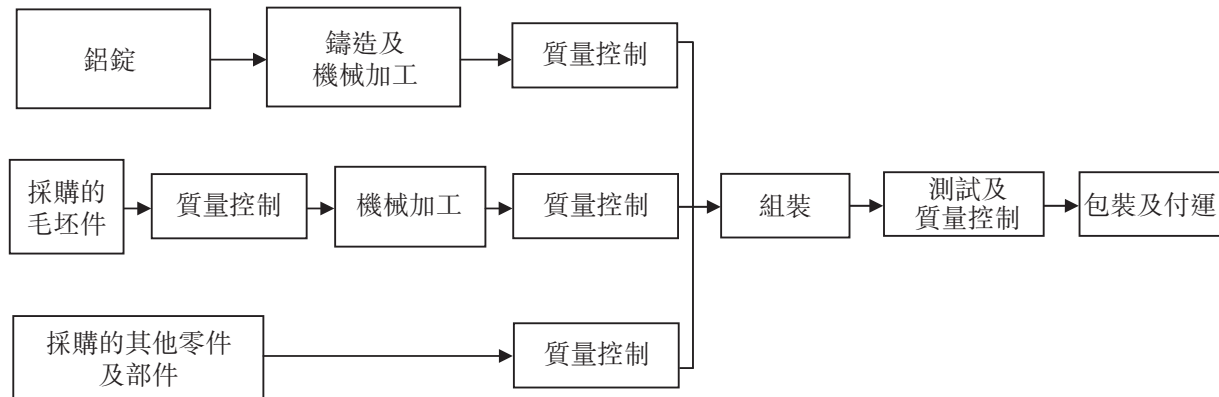 鋁錠
鑄造及
機械加工
質量控制
採購的
毛坯件
質量控制
機械加工
質量控制
組裝
測試及
質量控制
包裝及付運
採購的其他零件
及部件
質量控制